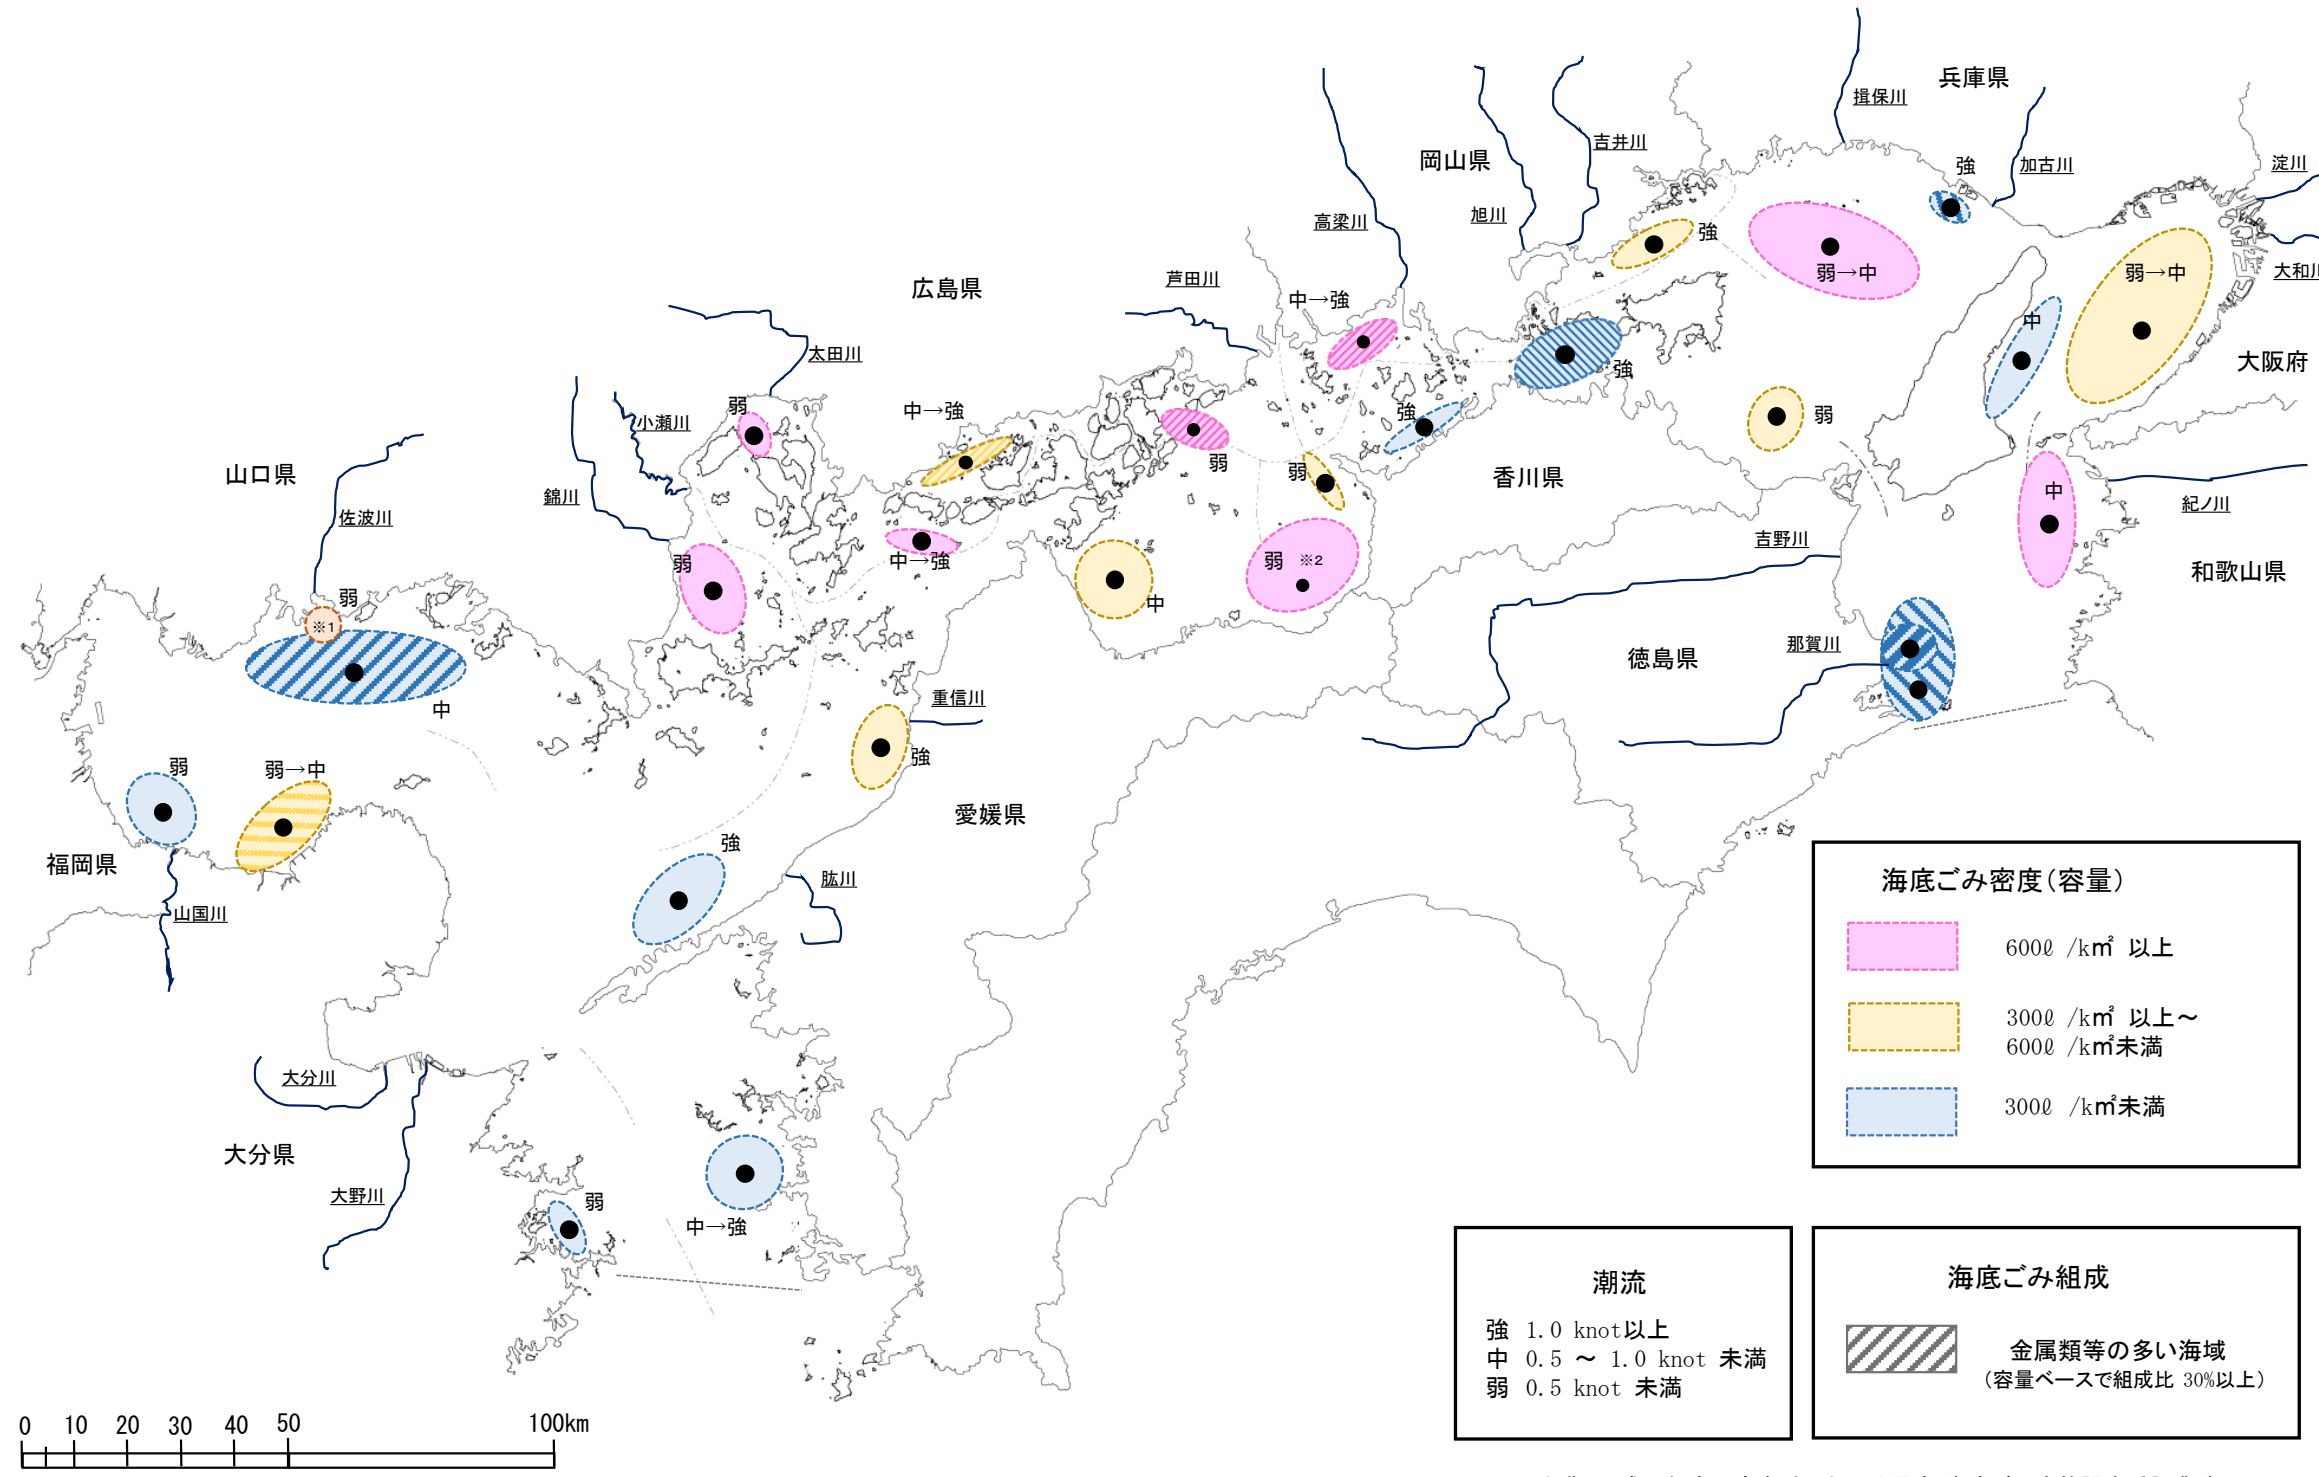 兵庫県
揖保川
吉井川
岡山県
強
加古川
淀川
旭川
高梁川
強
弱→中
弱→中
芦田川
広島県
中→強
中
太田川
大阪府
強
弱
中→強
強
弱
小瀬川
弱
弱
山口県
香川県
中
錦川
佐波川
紀ノ川
吉野川
弱
中→強
弱 ※2
和歌山県
弱
中
※1
那賀川
徳島県
重信川
中
強
弱
弱→中
愛媛県
強
福岡県
肱川
山国川
大分川
大分県
大野川
弱
中→強
海底ごみ密度（容量）
600ℓ /k㎡ 以上
300ℓ /k㎡ 以上～
600ℓ /k㎡未満
300ℓ /k㎡未満
潮流
強 1.0 knot以上
中 0.5 ～ 1.0 knot 未満
弱 0.5 knot 未満
海底ごみ組成
金属類等の多い海域
（容量ベースで組成比 30%以上）
0 10 20 30 40 50 100km